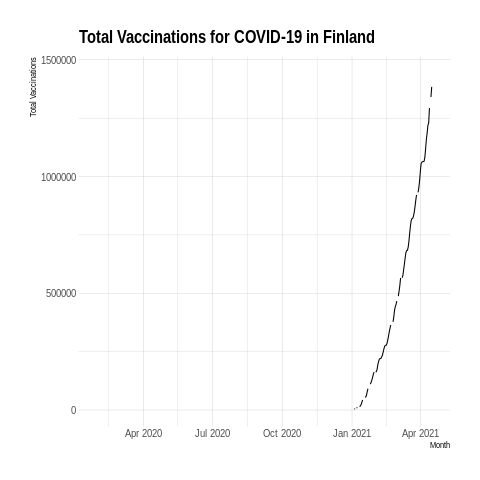 Total Vaccinations for COVID-19 in Finland
Total Vaccinations
1500000
1000000
500000
0
Apr 2020 Jul 2020 Oct 2020 Jan 2021 Apr 2021
Month